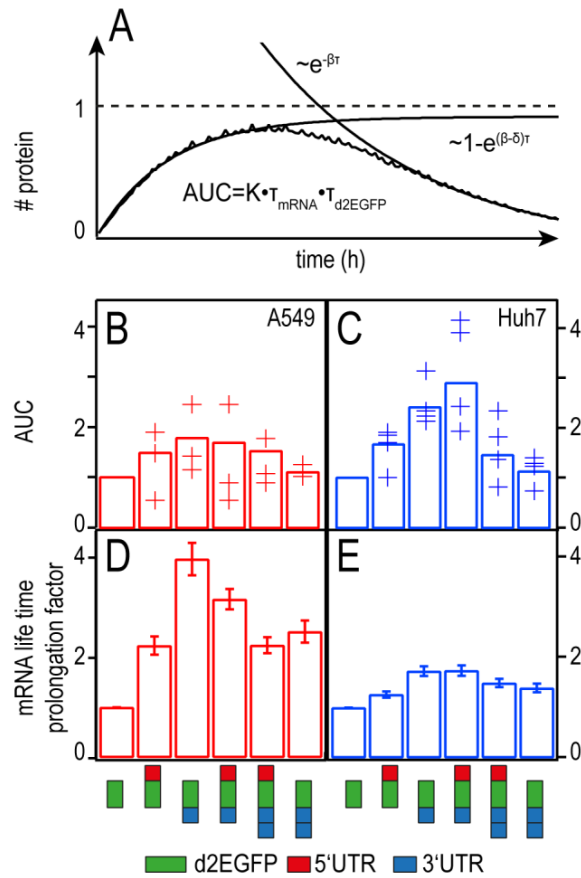 A
~e-βτ
1
~1-e(β-δ)τ
# protein
AUC=K•τmRNA•τd2EGFP
0
time (h)
B
A549
C
Huh7
4
4
AUC
2
2
0
0
D
E
4
4
mRNA life time
prolongation factor
2
2
0
0
d2EGFP
5'UTR
3'UTR